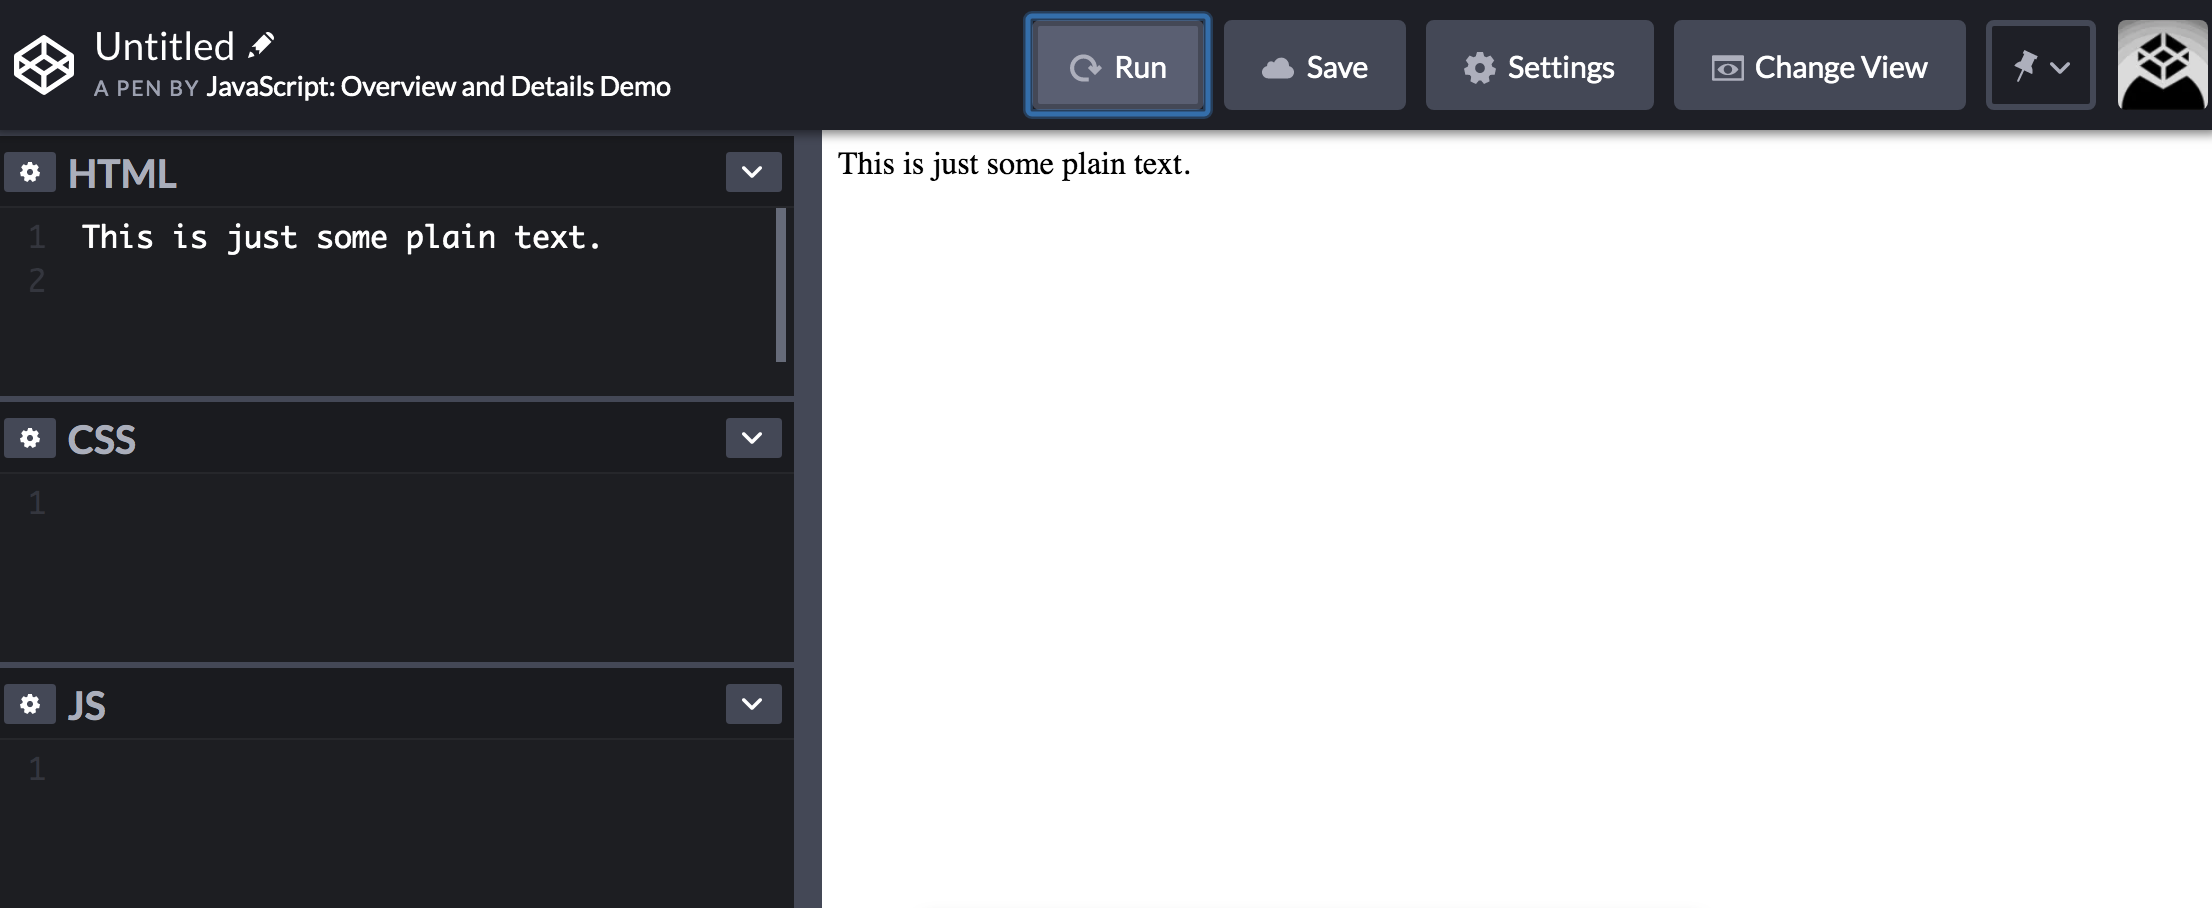 Untitled
A PEN BY JavaScript: Overview and Details Demo
Run
Save
Settings
Change View
HTML
1 This is just some plain text.
2
CSS
1
JS
1
This is just some plain text.